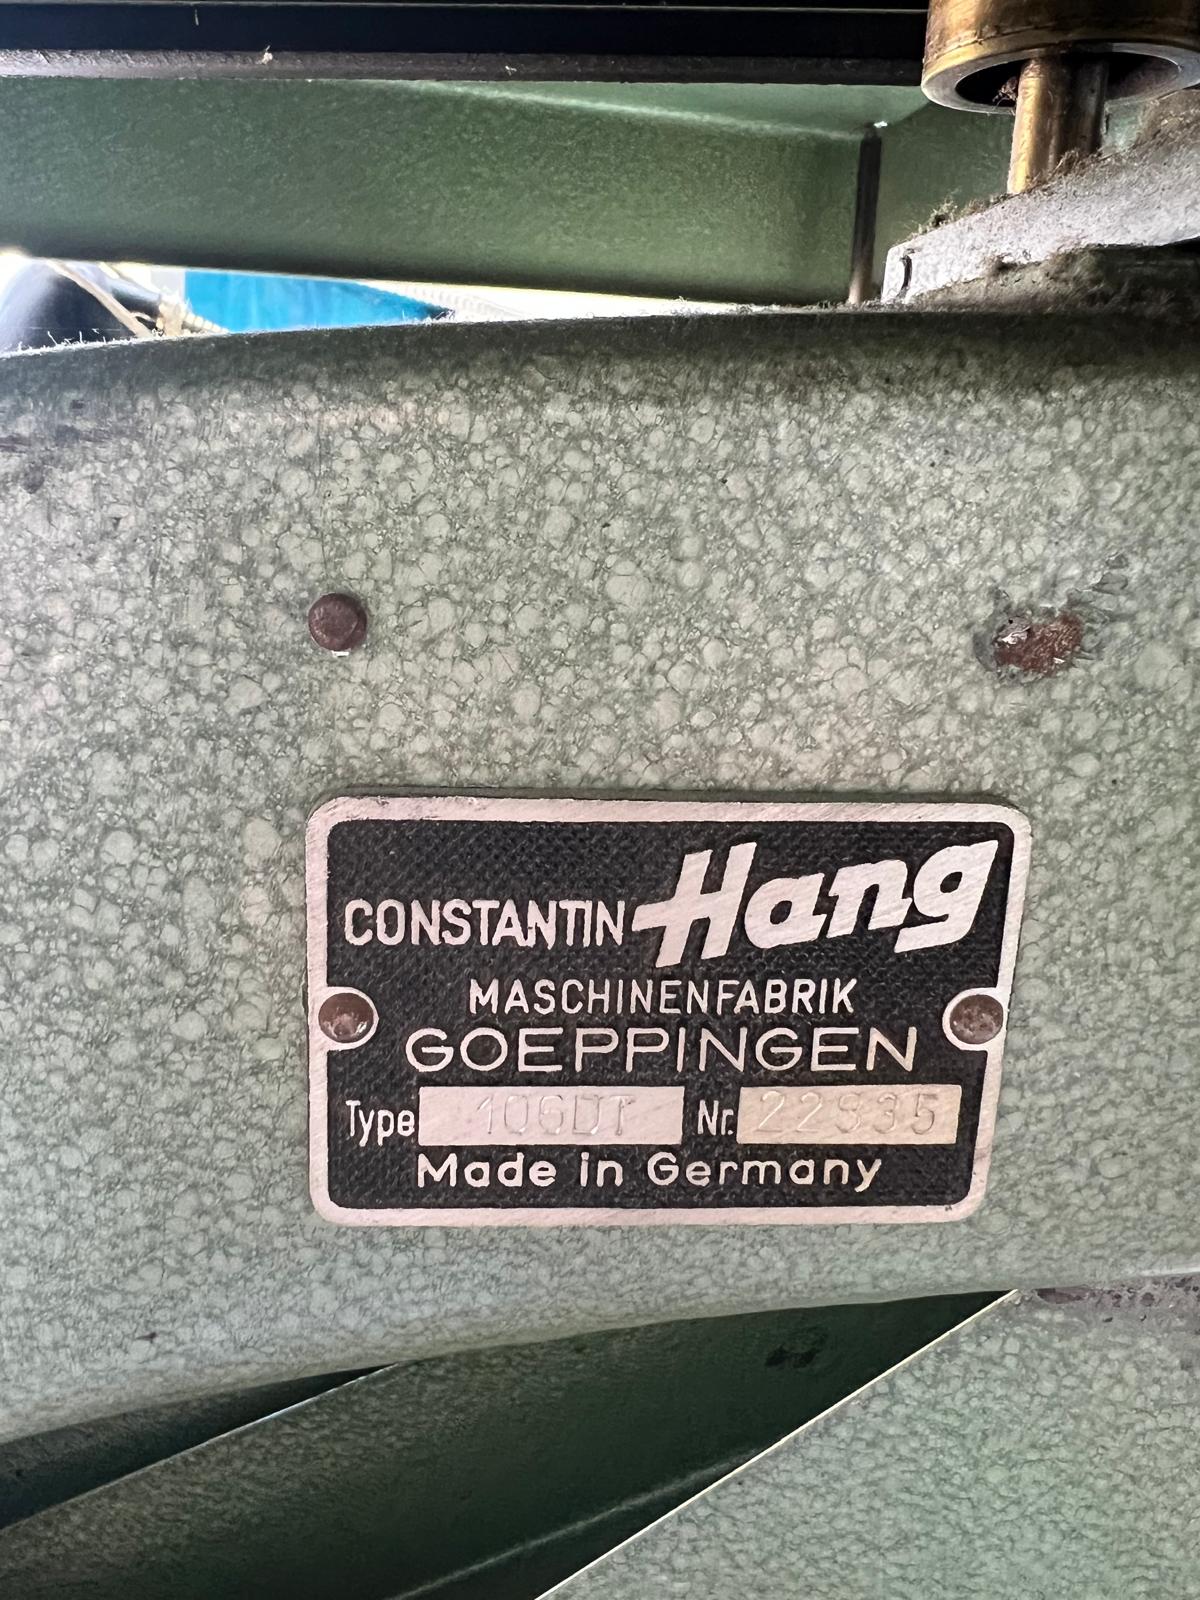 CONSTANTIN Hang
MASCHINENFABRIK
GOEPPINGEN
Type 106DT Nr. 22935
Made in Germany